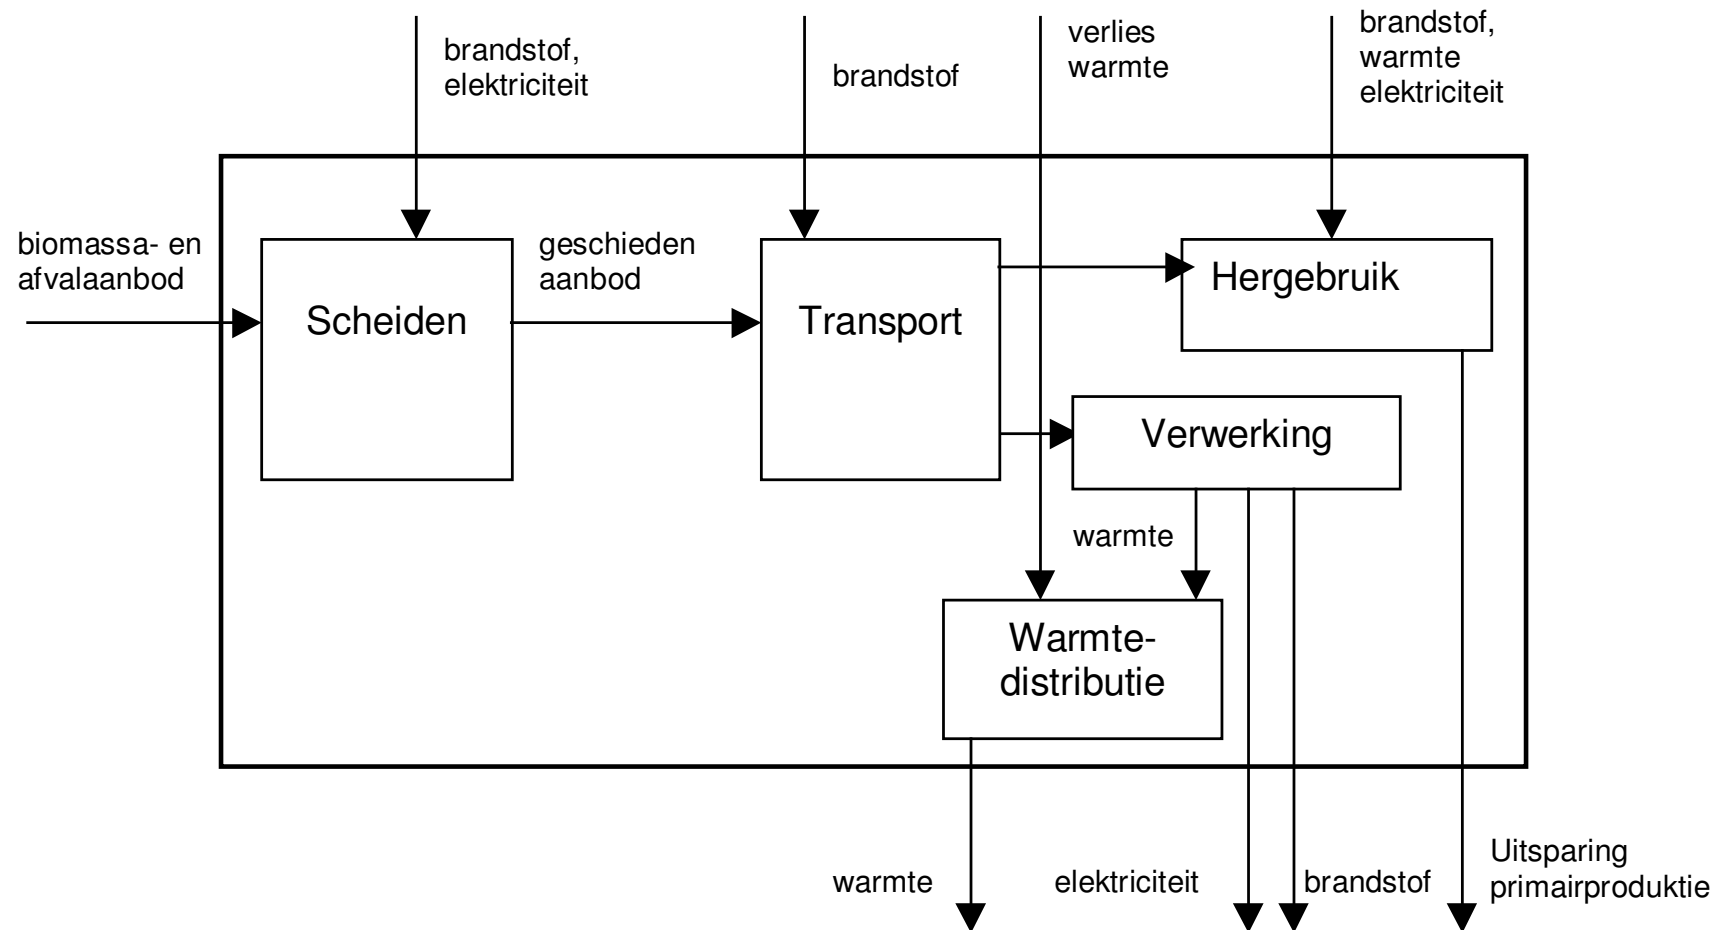 brandstof,
elektriciteit
brandstof
verlies
warmte
brandstof,
warmte
elektriciteit
biomassa- en
afvalaanbod
Scheiden
geschieden
aanbod
Transport
Hergebruik
Verwerking
warmte
Warmte-
distributie
warmte
elektriciteit
brandstof
Uitsparing
primairproduktie